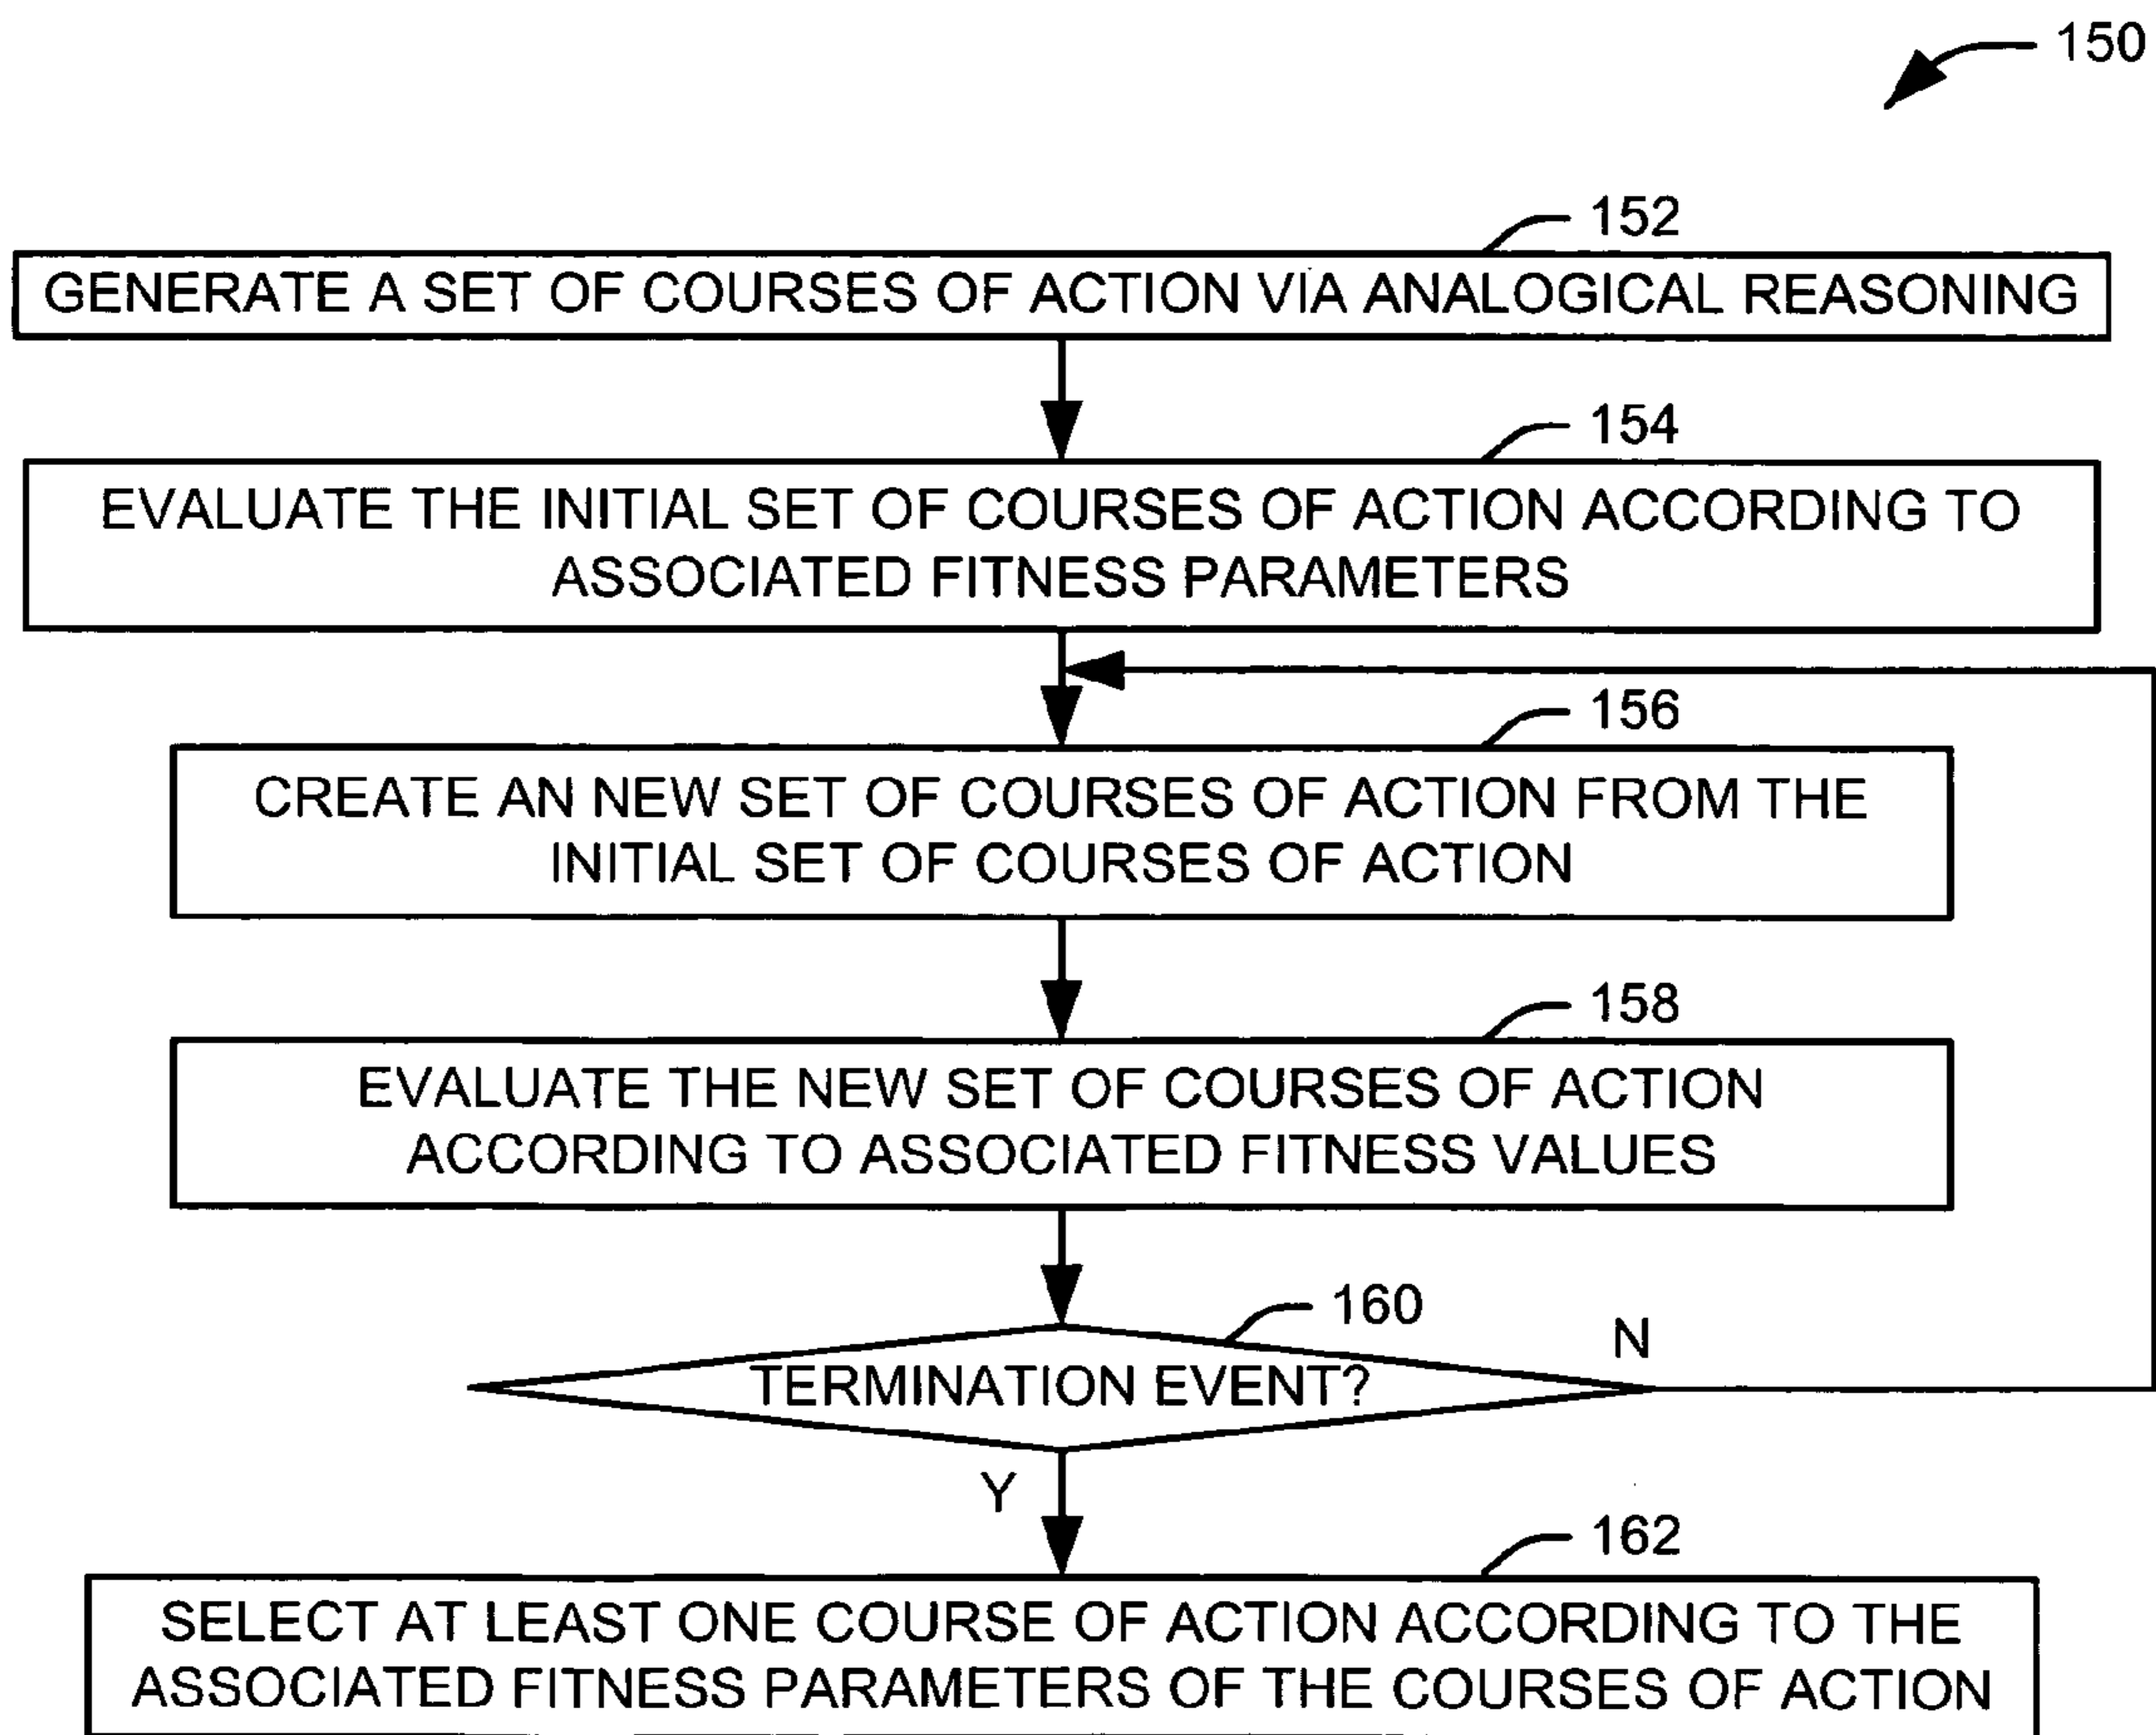 150
152
GENERATE A SET OF COURSES OF ACTION VIA ANALOGICAL REASONING
154
EVALUATE THE INITIAL SET OF COURSES OF ACTION ACCORDING TO
ASSOCIATED FITNESS PARAMETERS
156
CREATE AN NEW SET OF COURSES OF ACTION FROM THE
INITIAL SET OF COURSES OF ACTION
158
EVALUATE THE NEW SET OF COURSES OF ACTION
ACCORDING TO ASSOCIATED FITNESS VALUES
160
N
TERMINATION EVENT?
Y
162
SELECT AT LEAST ONE COURSE OF ACTION ACCORDING TO THE
ASSOCIATED FITNESS PARAMETERS OF THE COURSES OF ACTION